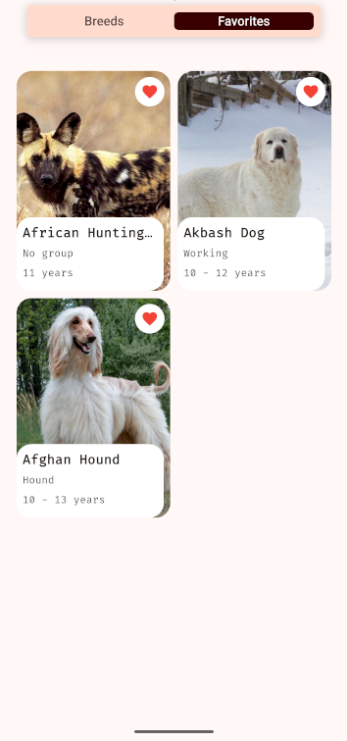 Breeds
Favorites
African Hunting…
No group
11 years
Akbash Dog
Working
10 - 12 years
Afghan Hound
Hound
10 - 13 years